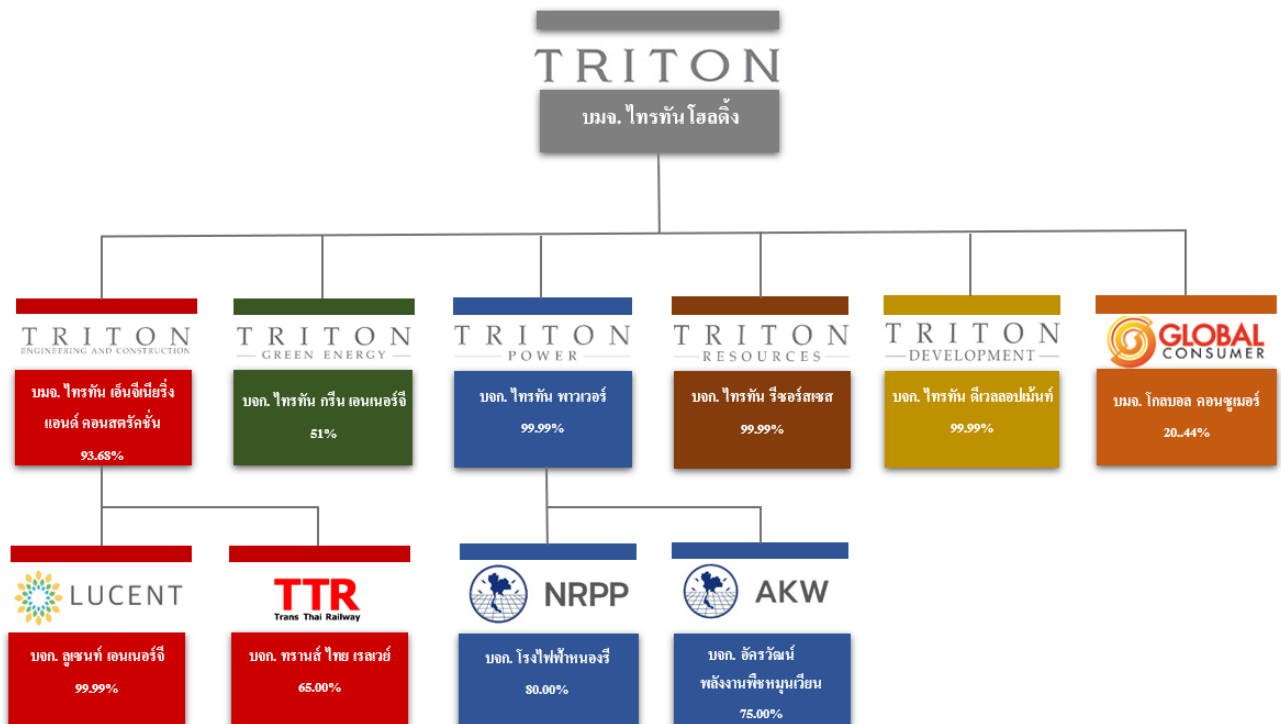 TRITON
บมจ. ไทรทัน โฮลดิ้ง
TRITON
ENGINEERING AND CONSTRUCTION
บมจ. ไทรทัน เอ็นจีเนียริ่ง
แอนด์ คอนสตรัคชั่น
93.68%
TRITON
GREEN ENERGY
บจก. ไทรทัน กรีน เอนเนอร์จี
51%
TRITON
POWER
บจก. ไทรทัน พาวเวอร์
99.99%
TRITON
RESOURCES
บจก. ไทรทัน รีซอร์สเซส
99.99%
TRITON
DEVELOPMENT
บจก. ไทรทัน ดีเวลลอปเม้นท์
99.99%
GLOBAL
CONSUMER
บมจ. โกลบอล คอนซูเมอร์
20..44%
LUCENT
บจก. ลูเซนท์ เอนเนอร์จี
99.99%
TTR
Trans Thai Railway
บจก. ทรานส์ ไทย เรลเวย์
65.00%
NRPP
บจก. โรงไฟฟ้าหนองรี
80.00%
AKW
บจก. อัครวัฒน์
พลังงานพืชหมุนเวียน
75.00%